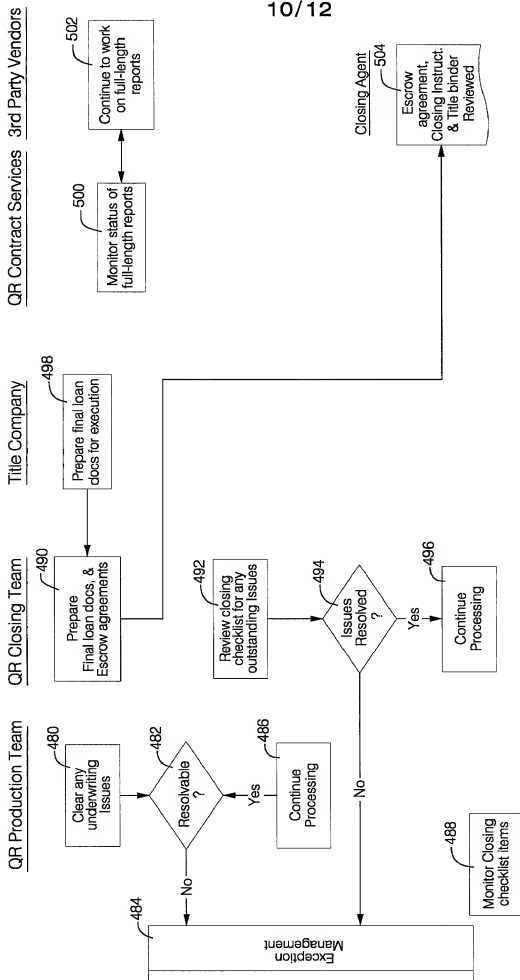 10/12
QR Production Team
QR Closing Team
Title Company
QR Contract Services
3rd Party Vendors
480
Clear any
underwriting
Issues
482
Resolvable
?
No
Yes
486
Continue
Processing
484
Exception
Management
488
Monitor Closing
checklist items
490
Prepare
Final loan docs, &
Escrow agreements
492
Review closing
checklist for any
outstanding Issues
494
Issues
Resolved
?
No
Yes
496
Continue
Processing
498
Prepare final loan
docs for execution
500
Monitor status of
full-length reports
502
Continue to work
on full-length
reports
Closing Agent
504
Escrow
agreement,
Closing Instruct.
& Title binder
Reviewed